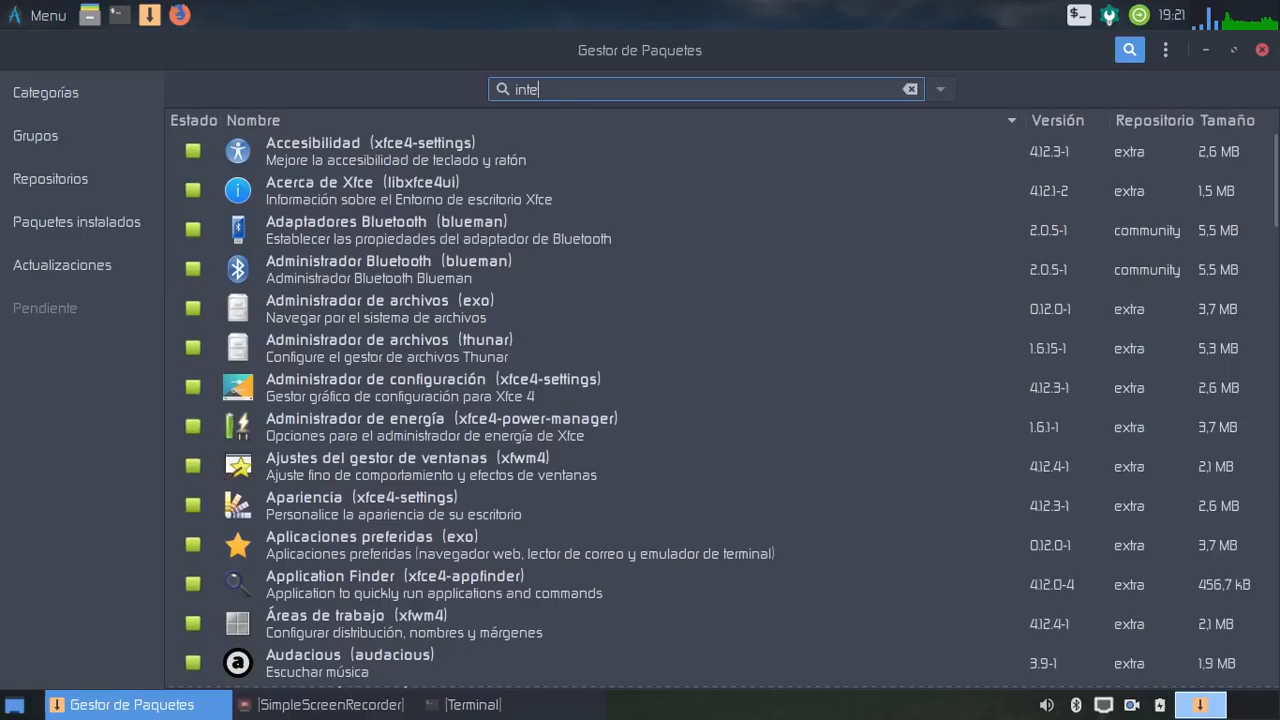 Menu
19:21
Gestor de Paquetes
inte
Categorías
Grupos
Repositorios
Paquetes instalados
Actualizaciones
Pendiente
Estado Nombre Versión Repositorio Tamaño
Accesibilidad (xfce4-settings)
Mejore la accesibilidad de teclado y ratón
4.12.3-1 extra 2,6 MB
Acerca de Xfce (libxfce4ui)
Información sobre el Entorno de escritorio Xfce
4.12.1-2 extra 1,5 MB
Adaptadores Bluetooth (blueman)
Establecer las propiedades del adaptador de Bluetooth
2.0.5-1 community 5,5 MB
Administrador Bluetooth (blueman)
Administrador Bluetooth Blueman
2.0.5-1 community 5,5 MB
Administrador de archivos (exo)
Navegar por el sistema de archivos
0.12.0-1 extra 3,7 MB
Administrador de archivos (thunar)
Configure el gestor de archivos Thunar
1.6.15-1 extra 5,3 MB
Administrador de configuración (xfce4-settings)
Gestor gráfico de configuración para Xfce 4
4.12.3-1 extra 2,6 MB
Administrador de energía (xfce4-power-manager)
Opciones para el administrador de energía de Xfce
1.6.1-1 extra 3,7 MB
Ajustes del gestor de ventanas (xfwm4)
Ajuste fino de comportamiento y efectos de ventanas
4.12.4-1 extra 2,1 MB
Apariencia (xfce4-settings)
Personalice la apariencia de su escritorio
4.12.3-1 extra 2,6 MB
Aplicaciones preferidas (exo)
Aplicaciones preferidas (navegador web, lector de correo y emulador de terminal)
0.12.0-1 extra 3,7 MB
Application Finder (xfce4-appfinder)
Application to quickly run applications and commands
4.12.0-4 extra 456,7 kB
Áreas de trabajo (xfwm4)
Configurar distribución, nombres y márgenes
4.12.4-1 extra 2,1 MB
Audacious (audacious)
Escuchar música
3.9-1 extra 1,9 MB
Gestor de Paquetes [SimpleScreenRecorder] [Terminal]